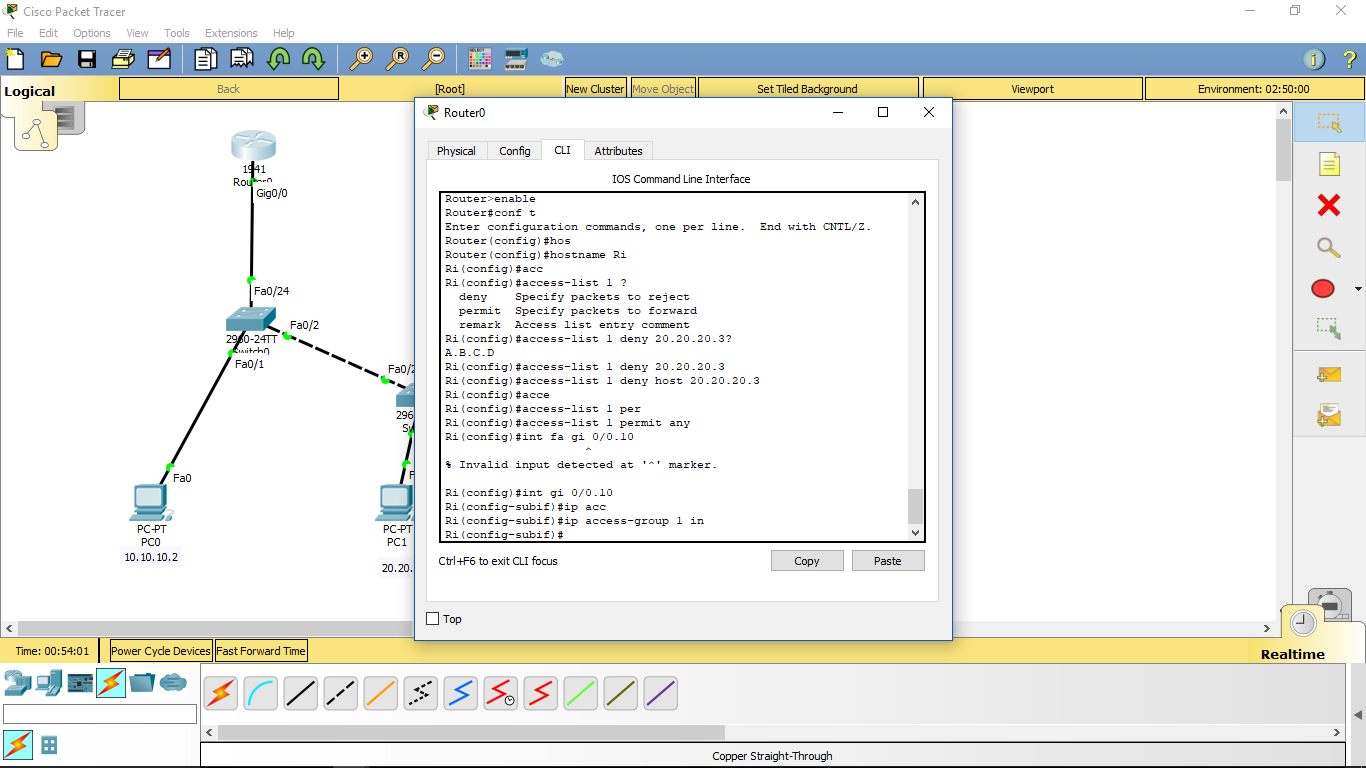 Cisco Packet Tracer
File Edit Options View Tools Extensions Help
Logical
Back
[Root]
New Cluster
Move Object
Set Tiled Background
Viewport
Environment: 02:50:00
1941
Router0
Gig0/0
Fa0/24
Fa0/2
2960-24TT
Switch0
Fa0/1
Fa0/2
296
Fa0
PC-PT
PC0
10.10.10.2
PC-PT
PC1
20.20.
Router0
Physical
Config
CLI
Attributes
IOS Command Line Interface
Router>enable
Router#conf t
Enter configuration commands, one per line.  End with CNTL/Z.
Router(config)#hos
Router(config)#hostname Ri
Ri(config)#acc
Ri(config)#access-list 1 ?
  deny    Specify packets to reject
  permit  Specify packets to forward
  remark  Access list entry comment
Ri(config)#access-list 1 deny 20.20.20.3?
A.B.C.D
Ri(config)#access-list 1 deny 20.20.20.3
Ri(config)#access-list 1 deny host 20.20.20.3
Ri(config)#acce
Ri(config)#access-list 1 per
Ri(config)#access-list 1 permit any
Ri(config)#int fa gi 0/0.10
                    ^
% Invalid input detected at '^' marker.
Ri(config)#int gi 0/0.10
Ri(config-subif)#ip acc
Ri(config-subif)#ip access-group 1 in
Ri(config-subif)#
Ctrl+F6 to exit CLI focus
Copy
Paste
Top
Time: 00:54:01
Power Cycle Devices
Fast Forward Time
Realtime
Copper Straight-Through